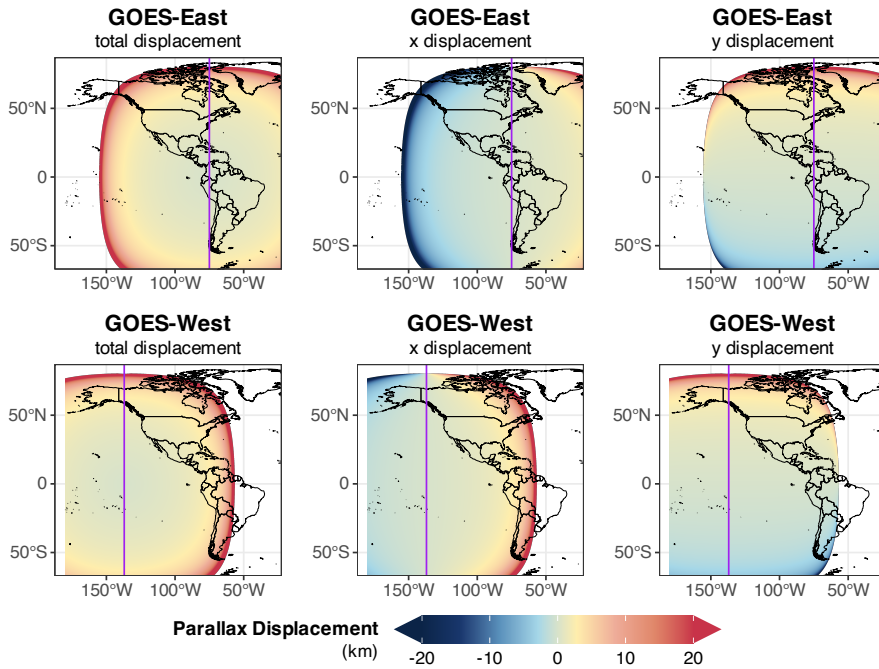 GOES-East GOES-East GOES-East
total displacement x displacement y displacement
50°N 50°N 50°N
0 0 0
50°S 50°S 50°S
150°W 100°W 50°W 150°W 100°W 50°W 150°W 100°W 50°W
GOES-West GOES-West GOES-West
total displacement x displacement y displacement
50°N 50°N 50°N
0 0 0
50°S 50°S 50°S
150°W 100°W 50°W 150°W 100°W 50°W 150°W 100°W 50°W
Parallax Displacement
(km) -20 -10 0 10 20